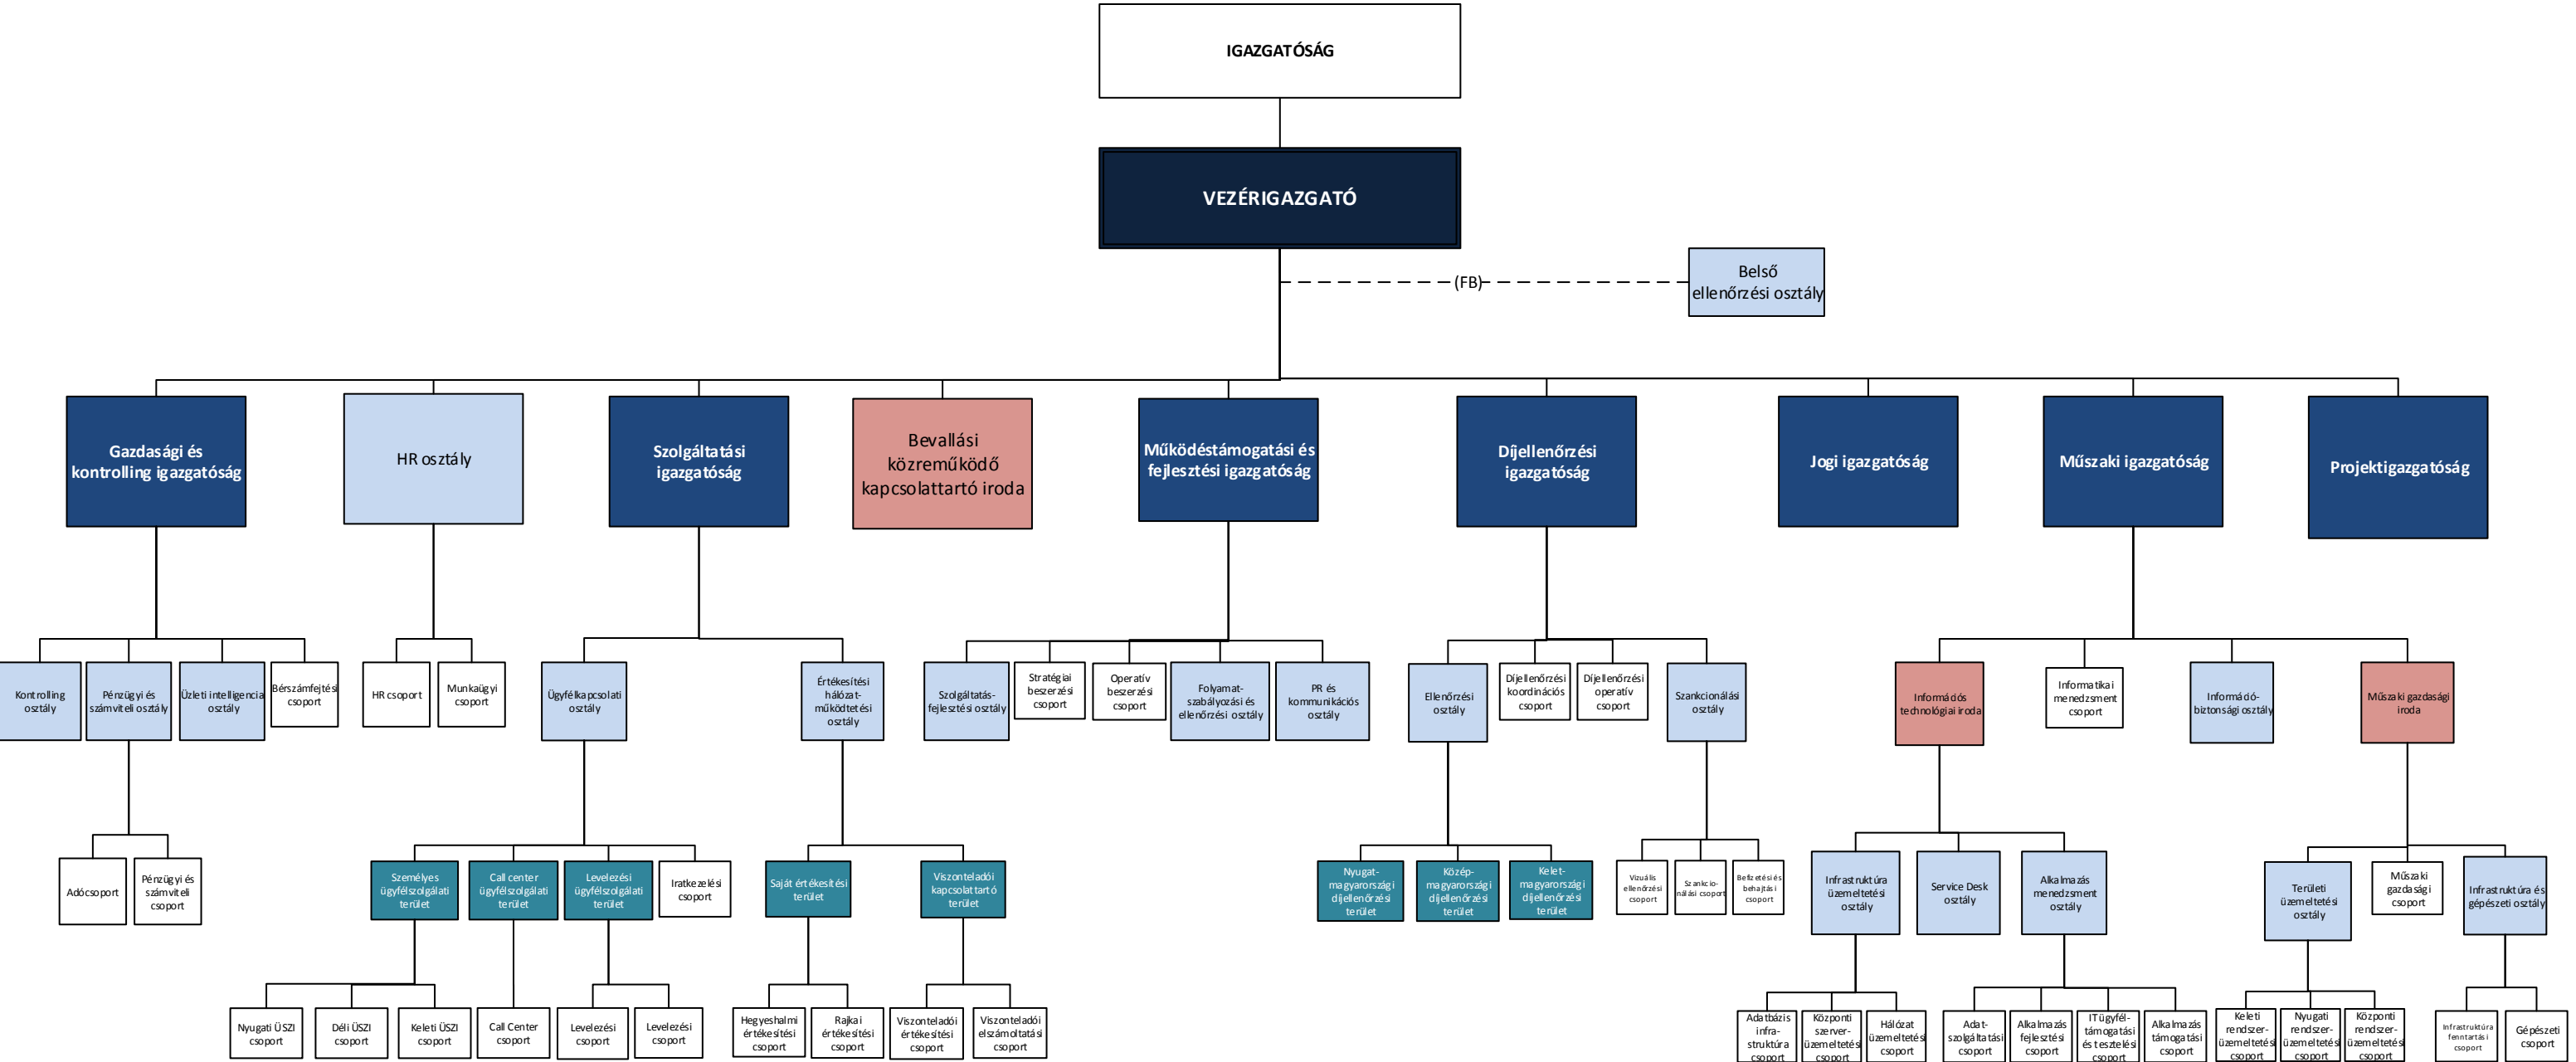 IGAZGATÓSÁG
VEZÉRIGAZGATÓ
(FB)
Belső
ellenőrzési osztály
Gazdasági és
kontrolling igazgatóság
HR osztály
Szolgáltatási
igazgatóság
Bevallási
közreműködő
kapcsolattartó iroda
Működéstámogatási és
fejlesztési igazgatóság
Díjellenőrzési
igazgatóság
Jogi igazgatóság
Műszaki igazgatóság
Projektigazgatóság
Kontrolling
osztály
Pénzügyi és
számviteli osztály
Üzleti intelligencia
osztály
Bérszámfejtési
csoport
HR csoport
Munkaügyi
csoport
Ügyfélkapcsolati
osztály
Értékesítési
hálózat-
működtetési
osztály
Szolgáltatás-
fejlesztési osztály
Stratégiai
beszerzési
csoport
Operatív
beszerzési
csoport
Folyamat-
szabályozási és
ellenőrzési osztály
PR és
kommunikációs
osztály
Ellenőrzési
osztály
Díjellenőrzési
koordinációs
csoport
Díjellenőrzési
operatív
csoport
Szankcionálási
osztály
Információs
technológiai iroda
Informatikai
menedzsment
csoport
Információ-
biztonsági osztály
Műszaki gazdasági
iroda
Adócsoport
Pénzügyi és
számviteli
csoport
Személyes
ügyfélszolgálati
terület
Call center
ügyfélszolgálati
terület
Levelezési
ügyfélszolgálati
terület
Iratkezelési
csoport
Saját értékesítési
terület
Viszonteladói
kapcsolattartó
terület
Nyugat-
magyarországi
díjellenőrzési
terület
Közép-
magyarországi
díjellenőrzési
terület
Kelet-
magyarországi
díjellenőrzési
terület
Vizuális
ellenőrzési
csoport
Szankcio-
nálási csoport
Befizetési és
behajtási
csoport
Infrastruktúra
üzemeltetési
osztály
Service Desk
osztály
Alkalmazás
menedzsment
osztály
Területi
üzemeltetési
osztály
Műszaki
gazdasági
csoport
Infrastruktúra és
gépészeti osztály
Nyugati ÜSZI
csoport
Déli ÜSZI
csoport
Keleti ÜSZI
csoport
Call Center
csoport
Levelezési
csoport
Levelezési
csoport
Hegyeshalmi
értékesítési
csoport
Rajkai
értékesítési
csoport
Viszonteladói
értékesítési
csoport
Viszonteladói
elszámoltatási
csoport
Adatbázis
infra-
struktúra
csoport
Központi
szerver-
üzemeltetési
csoport
Hálózat
üzemeltetési
csoport
Adat-
szolgáltatási
csoport
Alkalmazás
fejlesztési
csoport
IT ügyfél-
támogatási
és tesztelési
csoport
Alkalmazás
támogatási
csoport
Keleti
rendszer-
üzemeltetési
csoport
Nyugati
rendszer-
üzemeltetési
csoport
Központi
rendszer-
üzemeltetési
csoport
Infrastruktúra
fenntartási
csoport
Gépészeti
csoport